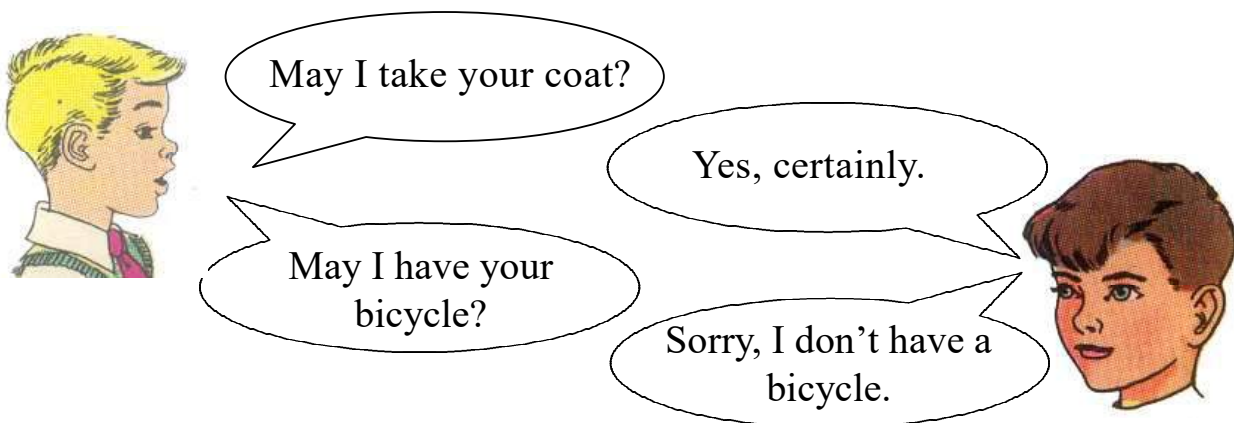 May I take your coat?
Yes, certainly.
May I have your
bicycle?
Sorry, I don’t have a
bicycle.